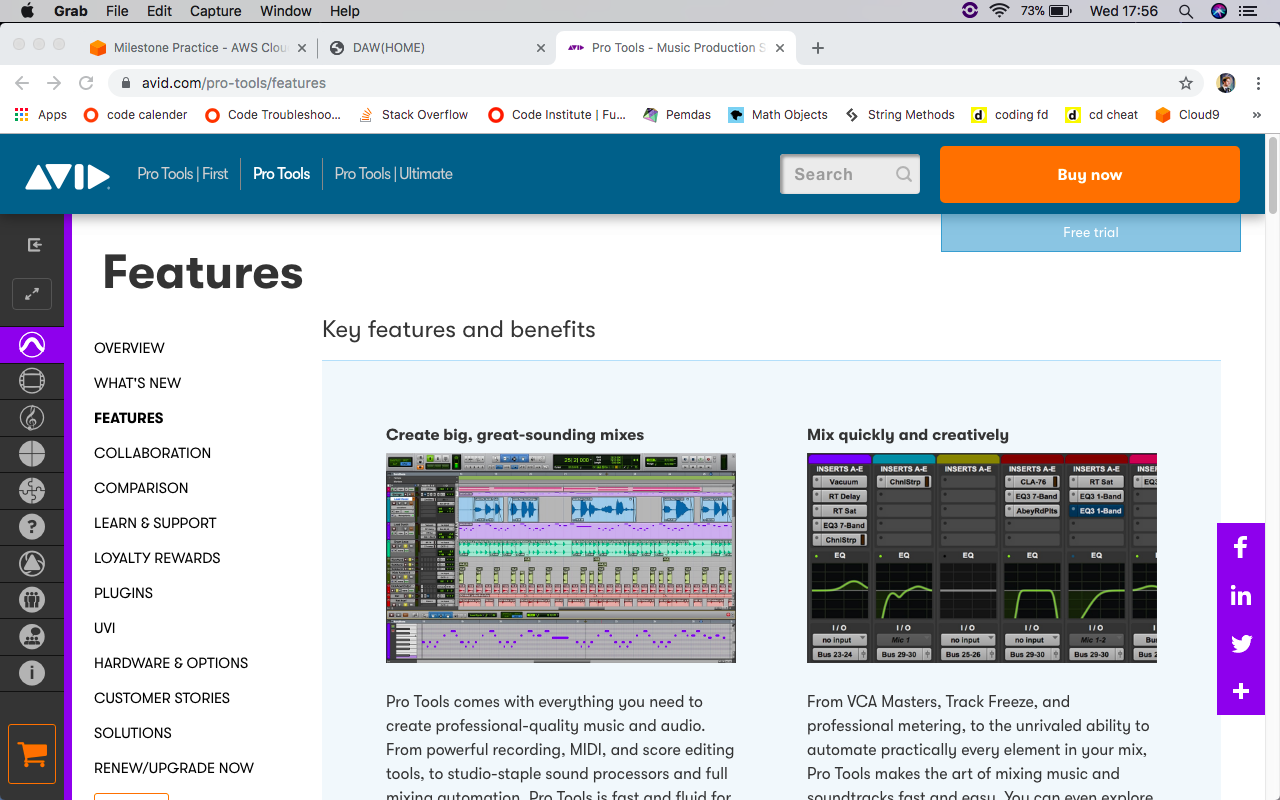 Grab File Edit Capture Window Help 73% Wed 17:56
Milestone Practice - AWS Clou DAW(HOME) AVID Pro Tools - Music Production S
avid.com/pro-tools/features
Apps code calender Code Troubleshoo... Stack Overflow Code Institute | Fu... Pemdas Math Objects String Methods d coding fd d cd cheat Cloud9 »
AVID Pro Tools | First Pro Tools Pro Tools | Ultimate Search Buy now
Free trial
Features
Key features and benefits
OVERVIEW
WHAT'S NEW
FEATURES
COLLABORATION
COMPARISON
LEARN & SUPPORT
LOYALTY REWARDS
PLUGINS
UVI
HARDWARE & OPTIONS
CUSTOMER STORIES
SOLUTIONS
RENEW/UPGRADE NOW
Create big, great-sounding mixes
Pro Tools comes with everything you need to
create professional-quality music and audio.
From powerful recording, MIDI, and score editing
tools, to studio-staple sound processors and full
mixing automation, Pro Tools is fast and fluid for
Mix quickly and creatively
INSERTS A-E INSERTS A-E INSERTS A-E INSERTS A-E INSERTS A-E INSE
Vacuum ChnlStrp CLA-76 RT Sat EQ3
RT Delay EQ3 7-Band EQ3 1-Band
RT Sat AbeyRdPlts EQ3 1-Band
EQ3 7-Band
ChnlStrp
EQ EQ EQ EQ EQ
I/O I/O I/O I/O I/O
no input Mic 1 no input no input Mic 1-2 no
Bus 23-24 Bus 29-30 Bus 25-26 Bus 29-30 Bus 29-30 Bus 2
From VCA Masters, Track Freeze, and
professional metering, to the unrivaled ability to
automate practically every element in your mix,
Pro Tools makes the art of mixing music and
soundtracks fast and easy. You can even explore